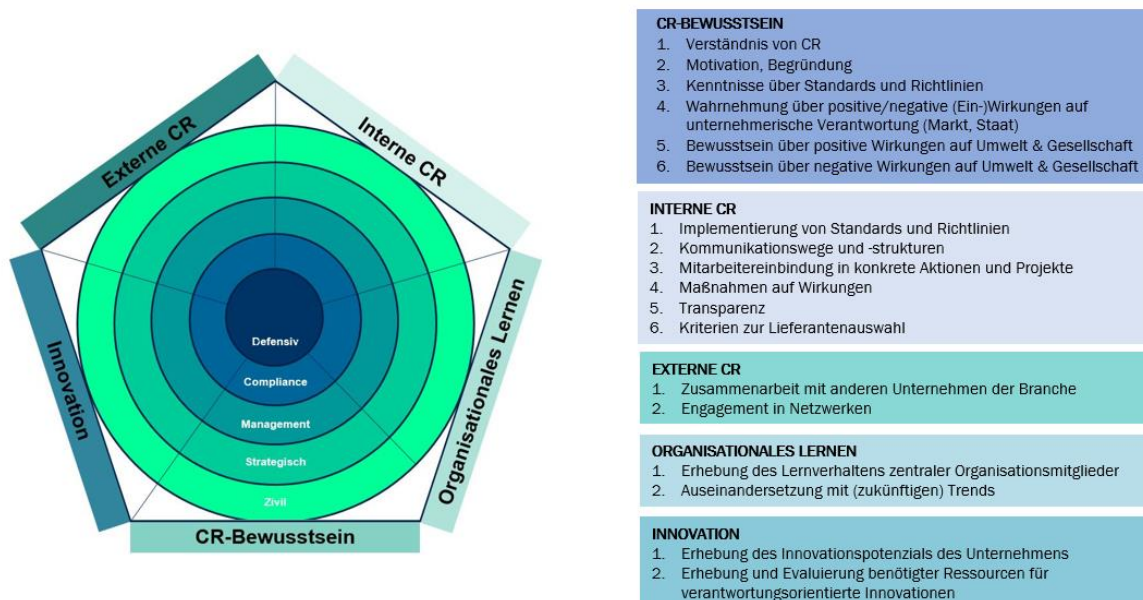 Externe CR
Interne CR
Innovation
Organisationales Lernen
CR-Bewusstsein
Defensiv
Compliance
Management
Strategisch
Zivil
CR-BEWUSSTSEIN
1. Verständnis von CR
2. Motivation, Begründung
3. Kenntnisse über Standards und Richtlinien
4. Wahrnehmung über positive/negative (Ein-)Wirkungen auf
unternehmerische Verantwortung (Markt, Staat)
5. Bewusstsein über positive Wirkungen auf Umwelt & Gesellschaft
6. Bewusstsein über negative Wirkungen auf Umwelt & Gesellschaft
INTERNE CR
1. Implementierung von Standards und Richtlinien
2. Kommunikationswege und -strukturen
3. Mitarbeitereinbindung in konkrete Aktionen und Projekte
4. Maßnahmen auf Wirkungen
5. Transparenz
6. Kriterien zur Lieferantenauswahl
EXTERNE CR
1. Zusammenarbeit mit anderen Unternehmen der Branche
2. Engagement in Netzwerken
ORGANISATIONALES LERNEN
1. Erhebung des Lernverhaltens zentraler Organisationsmitglieder
2. Auseinandersetzung mit (zukünftigen) Trends
INNOVATION
1. Erhebung des Innovationspotenzials des Unternehmens
2. Erhebung und Evaluierung benötigter Ressourcen für
verantwortungsorientierte Innovationen